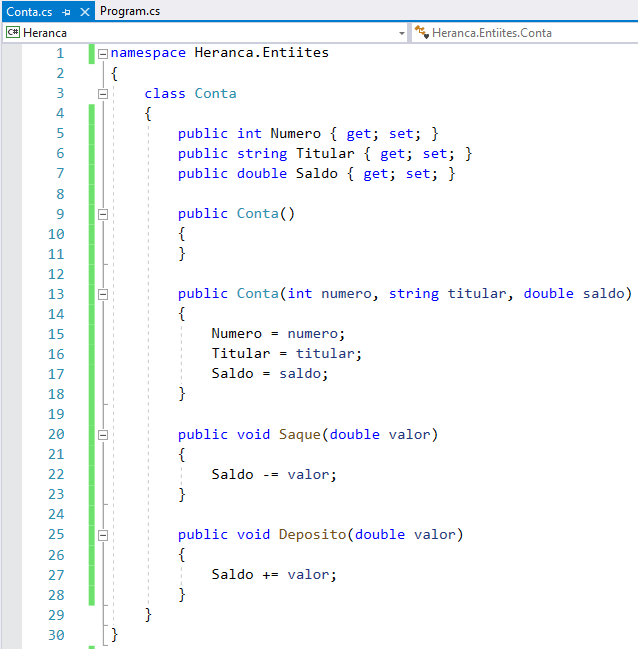 Conta.cs Program.cs
C# Heranca Heranca.Entiites.Conta
1 namespace Heranca.Entiites
2 {
3 class Conta
4 {
5 public int Numero { get; set; }
6 public string Titular { get; set; }
7 public double Saldo { get; set; }
8
9 public Conta()
10 {
11 }
12
13 public Conta(int numero, string titular, double saldo)
14 {
15 Numero = numero;
16 Titular = titular;
17 Saldo = saldo;
18 }
19
20 public void Saque(double valor)
21 {
22 Saldo -= valor;
23 }
24
25 public void Deposito(double valor)
26 {
27 Saldo += valor;
28 }
29 }
30 }